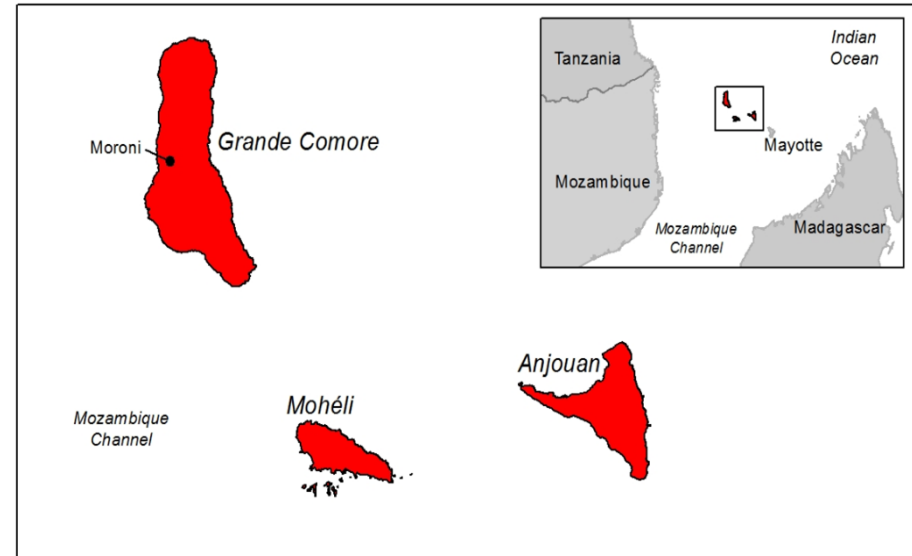 Grande Comore
Moroni
Anjouan
Mohéli
Mozambique
Channel
Indian
Ocean
Tanzania
Mayotte
Mozambique
Mozambique
Channel
Madagascar